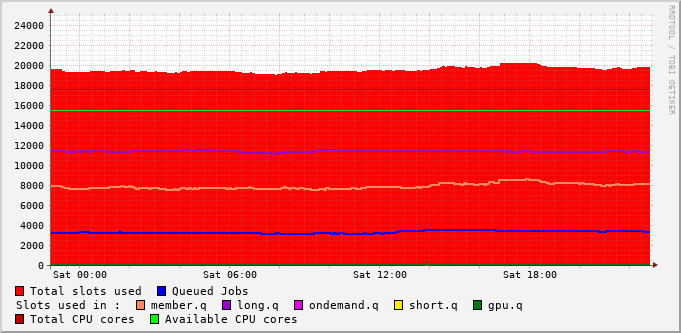 24000
22000
20000
18000
16000
14000
12000
10000
8000
6000
4000
2000
0
Sat 00:00 Sat 06:00 Sat 12:00 Sat 18:00
Total slots used Queued Jobs
Slots used in : member.q long.q ondemand.q short.q gpu.q
Total CPU cores Available CPU cores
RRDTOOL / TOBI OETIKER